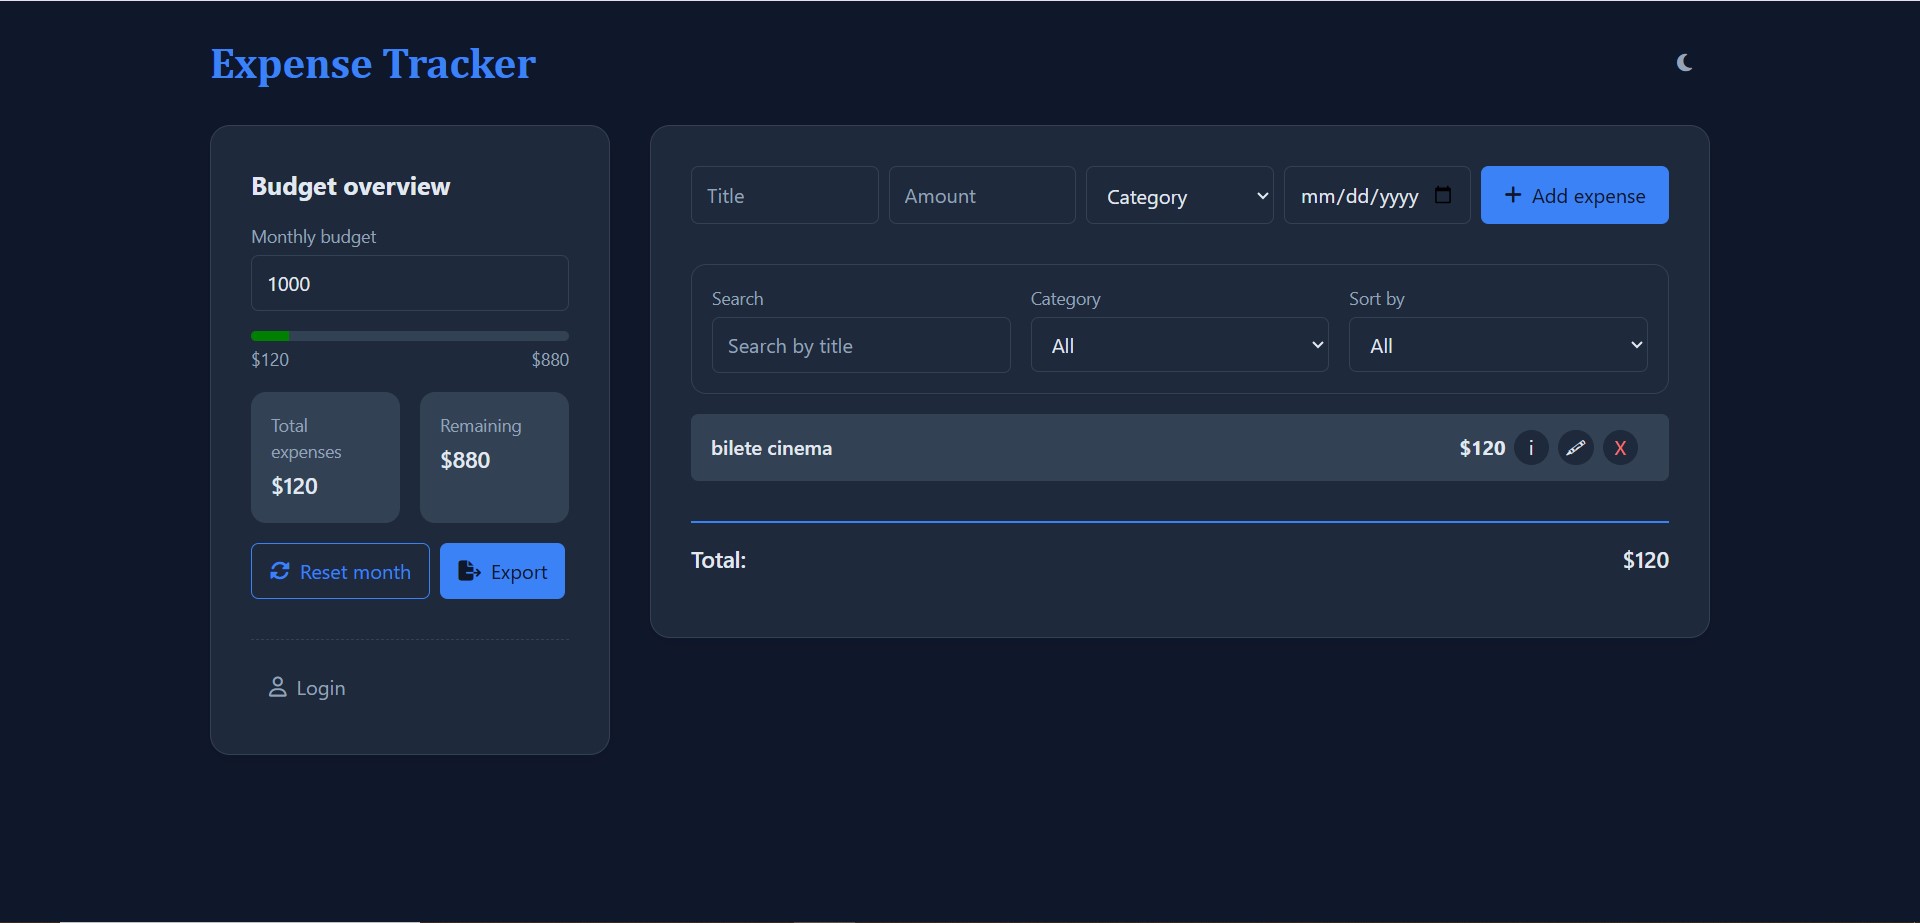 Expense Tracker
Budget overview
Monthly budget
1000
$120 $880
Total
expenses
$120
Remaining
$880
Reset month
Export
Login
Title
Amount
Category
mm/dd/yyyy
Add expense
Search
Search by title
Category
All
Sort by
All
bilete cinema $120 i X
Total: $120